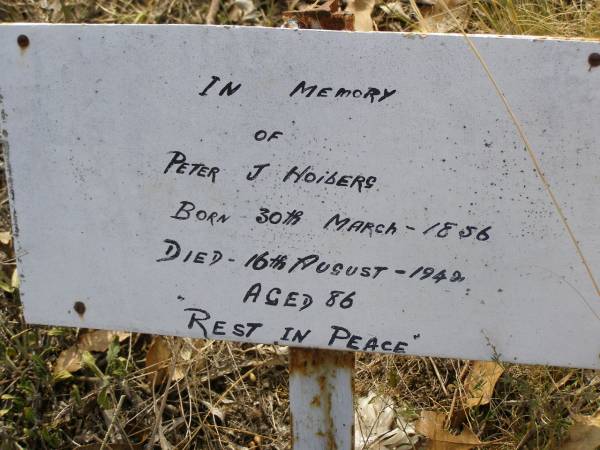 IN MEMORY
OF
PETER J HOIBERG
BORN 30th MARCH - 1856
DIED - 16th AUGUST - 1942
AGED 86
"REST IN PEACE"